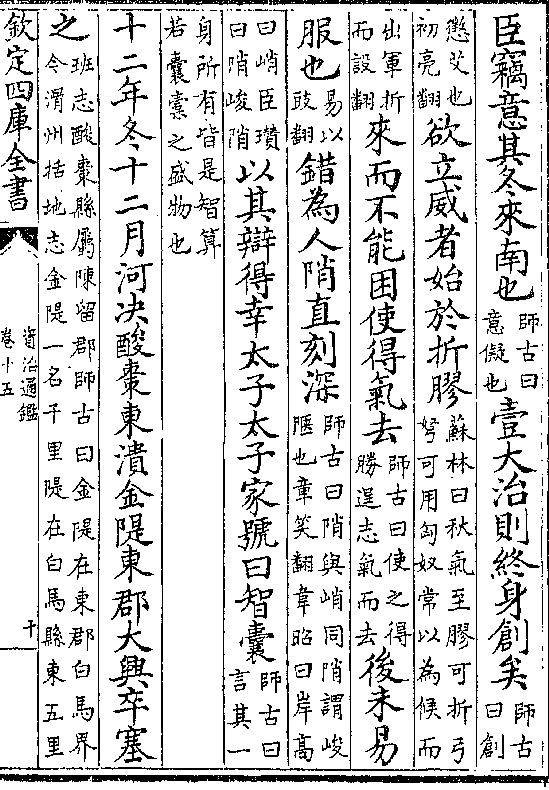 臣竊意其冬來南也師古曰意儗也壹大治則終身創矣師古曰創
懲艾也初亮翻欲立威者始於折膠蘇林曰秋氣至膠可折弓弩可用匈奴常以為候而
出軍折而設翻來而不能困使得氣去師古曰使之得勝逞志氣而去後未易
服也易以豉翻錯為人陗直刻深師古曰陗與峭同陗謂峻陿也韋笑翻韋昭曰岸高
曰峭臣瓚曰陗峻陗以其辯得幸太子太子家號曰智囊師古曰言其一
身所有皆是智算若囊橐之盛物也
十二年冬十二月河决酸棗東潰金隄東郡大興卒塞
之班志酸棗縣屬陳留郡師古曰金隄在東郡白馬界今滑州括地志金隄一名千里隄在白馬縣東五里
欽定四庫全書
資治通鑑
卷十五
十